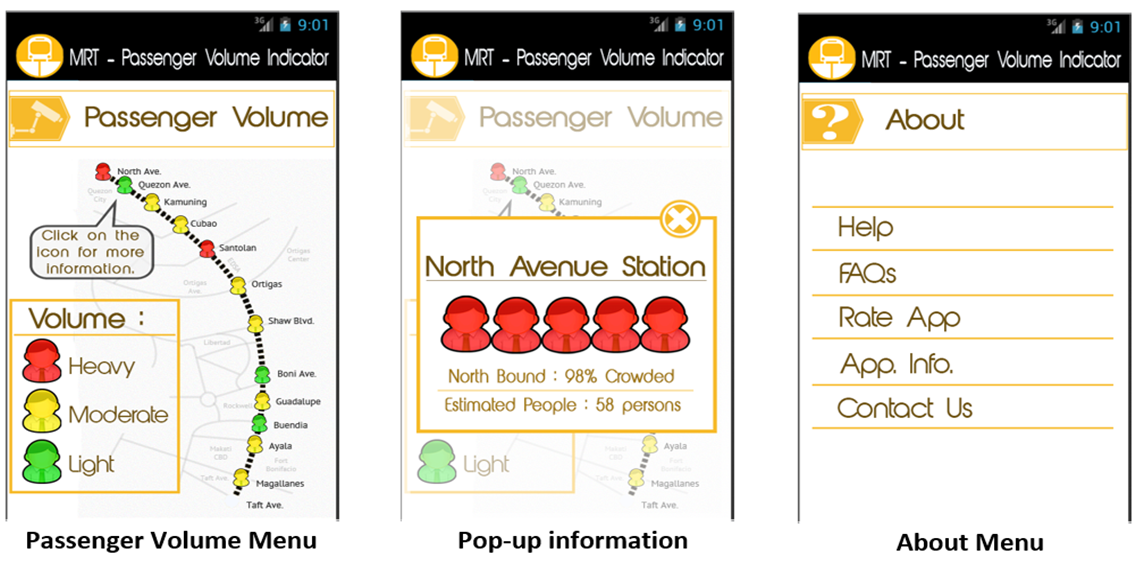 3G 9:01
MRT - Passenger Volume Indicator
Passenger Volume
North Ave.
Quezon Ave.
Quezon
City
Kamuning
Cubao
Click on the
icon for more
information.
Santolan
EDSA
Ortigas
Center
Ortigas
Ave.
Ortigas
Volume :
Shaw Blvd.
Libertad
Heavy
Boni Ave.
Rockwell
Guadalupe
Moderate
Buendia
Ayala
Makati
CBD
Light
Fort
Bonifacio
Taft Ave.
Magallanes
Taft Ave.
Passenger Volume Menu
3G 9:01
MRT - Passenger Volume Indicator
Passenger Volume
North Ave.
Quezon Ave.
Quezon
City
Kamuning
North Avenue Station
North Bound : 98% Crowded
Estimated People : 58 persons
Light
Ayala
Makati
CBD
Fort
Bonifacio
Taft Ave.
Magallanes
Taft Ave.
Pop-up information
3G 9:01
MRT - Passenger Volume Indicator
?
About
Help
FAQs
Rate App
App. Info.
Contact Us
About Menu